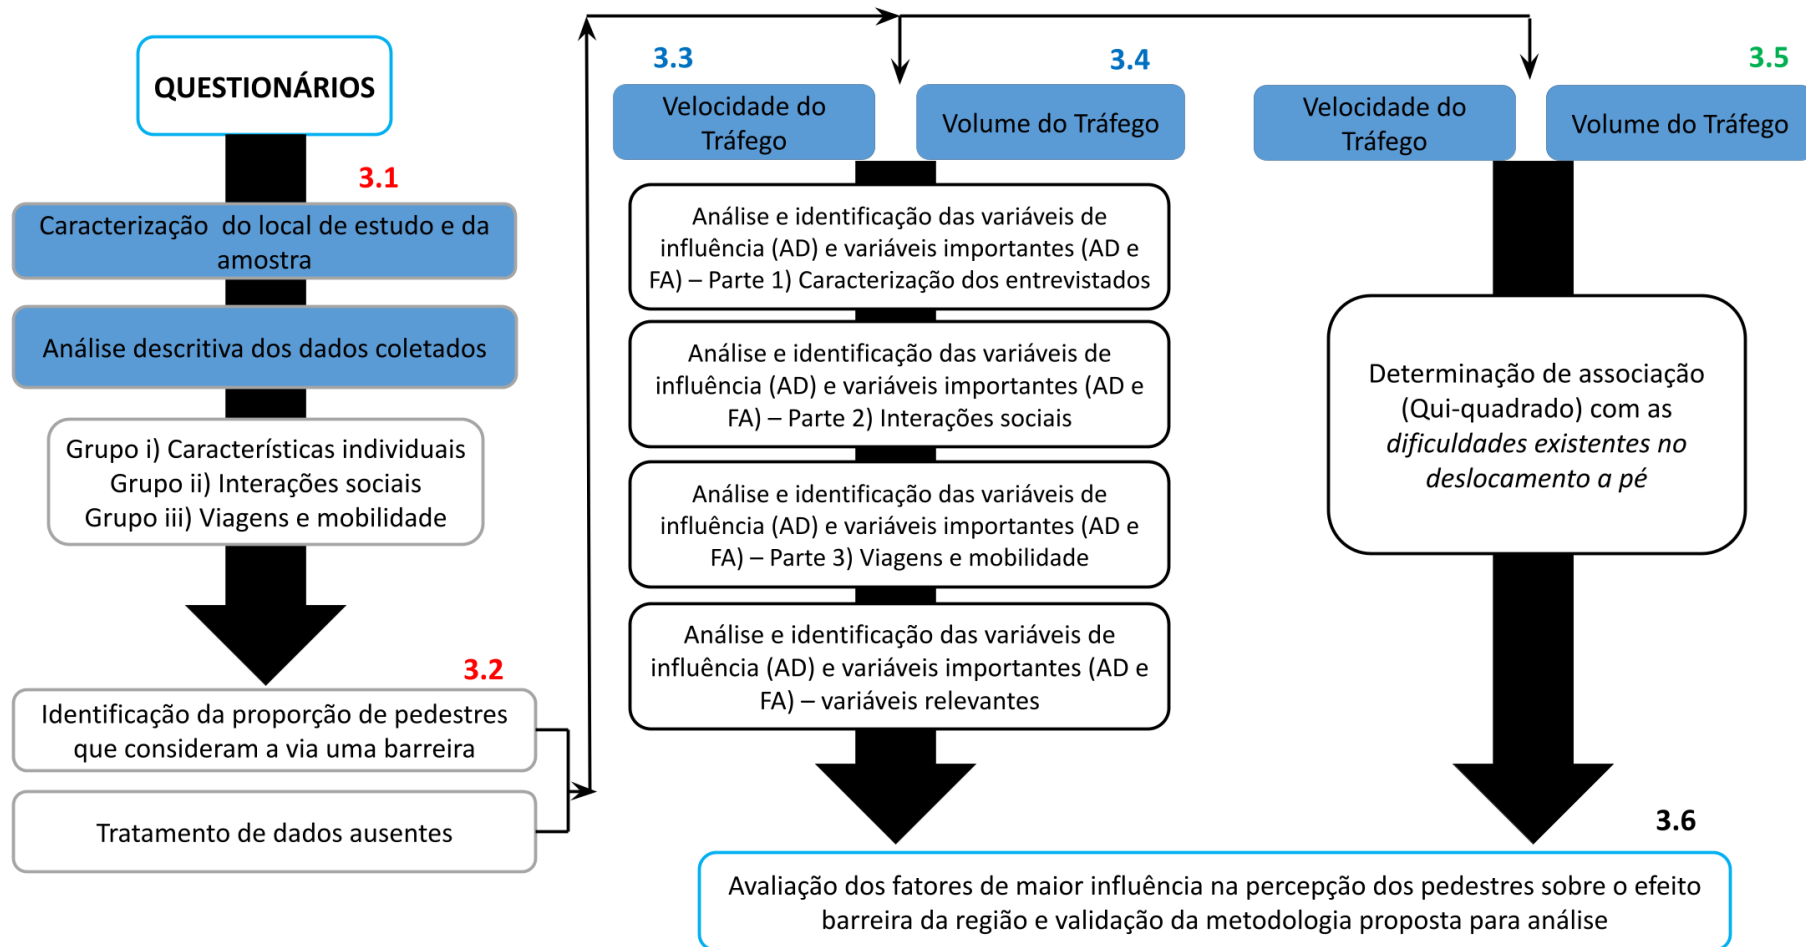 QUESTIONÁRIOS
3.1
Caracterização do local de estudo e da
amostra
Análise descritiva dos dados coletados
Grupo i) Características individuais
Grupo ii) Interações sociais
Grupo iii) Viagens e mobilidade
3.2
Identificação da proporção de pedestres
que consideram a via uma barreira
Tratamento de dados ausentes
3.3
Velocidade do
Tráfego
3.4
Volume do Tráfego
Análise e identificação das variáveis de
influência (AD) e variáveis importantes (AD e
FA) – Parte 1) Caracterização dos entrevistados
Análise e identificação das variáveis de
influência (AD) e variáveis importantes (AD e
FA) – Parte 2) Interações sociais
Análise e identificação das variáveis de
influência (AD) e variáveis importantes (AD e
FA) – Parte 3) Viagens e mobilidade
Análise e identificação das variáveis de
influência (AD) e variáveis importantes (AD e
FA) – variáveis relevantes
3.5
Velocidade do
Tráfego
Volume do Tráfego
Determinação de associação
(Qui-quadrado) com as
dificuldades existentes no
deslocamento a pé
3.6
Avaliação dos fatores de maior influência na percepção dos pedestres sobre o efeito
barreira da região e validação da metodologia proposta para análise